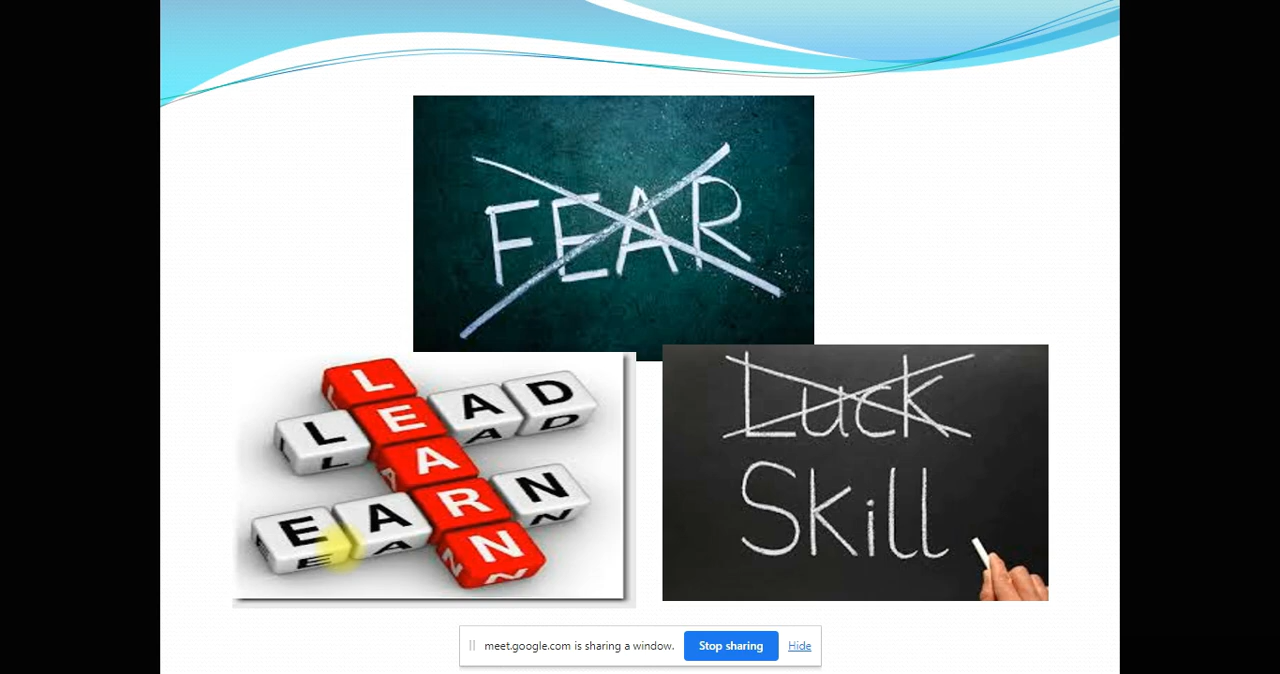 FEAR
LEARN
LEAD
EARN
Luck
Skill
meet.google.com is sharing a window.
Stop sharing
Hide